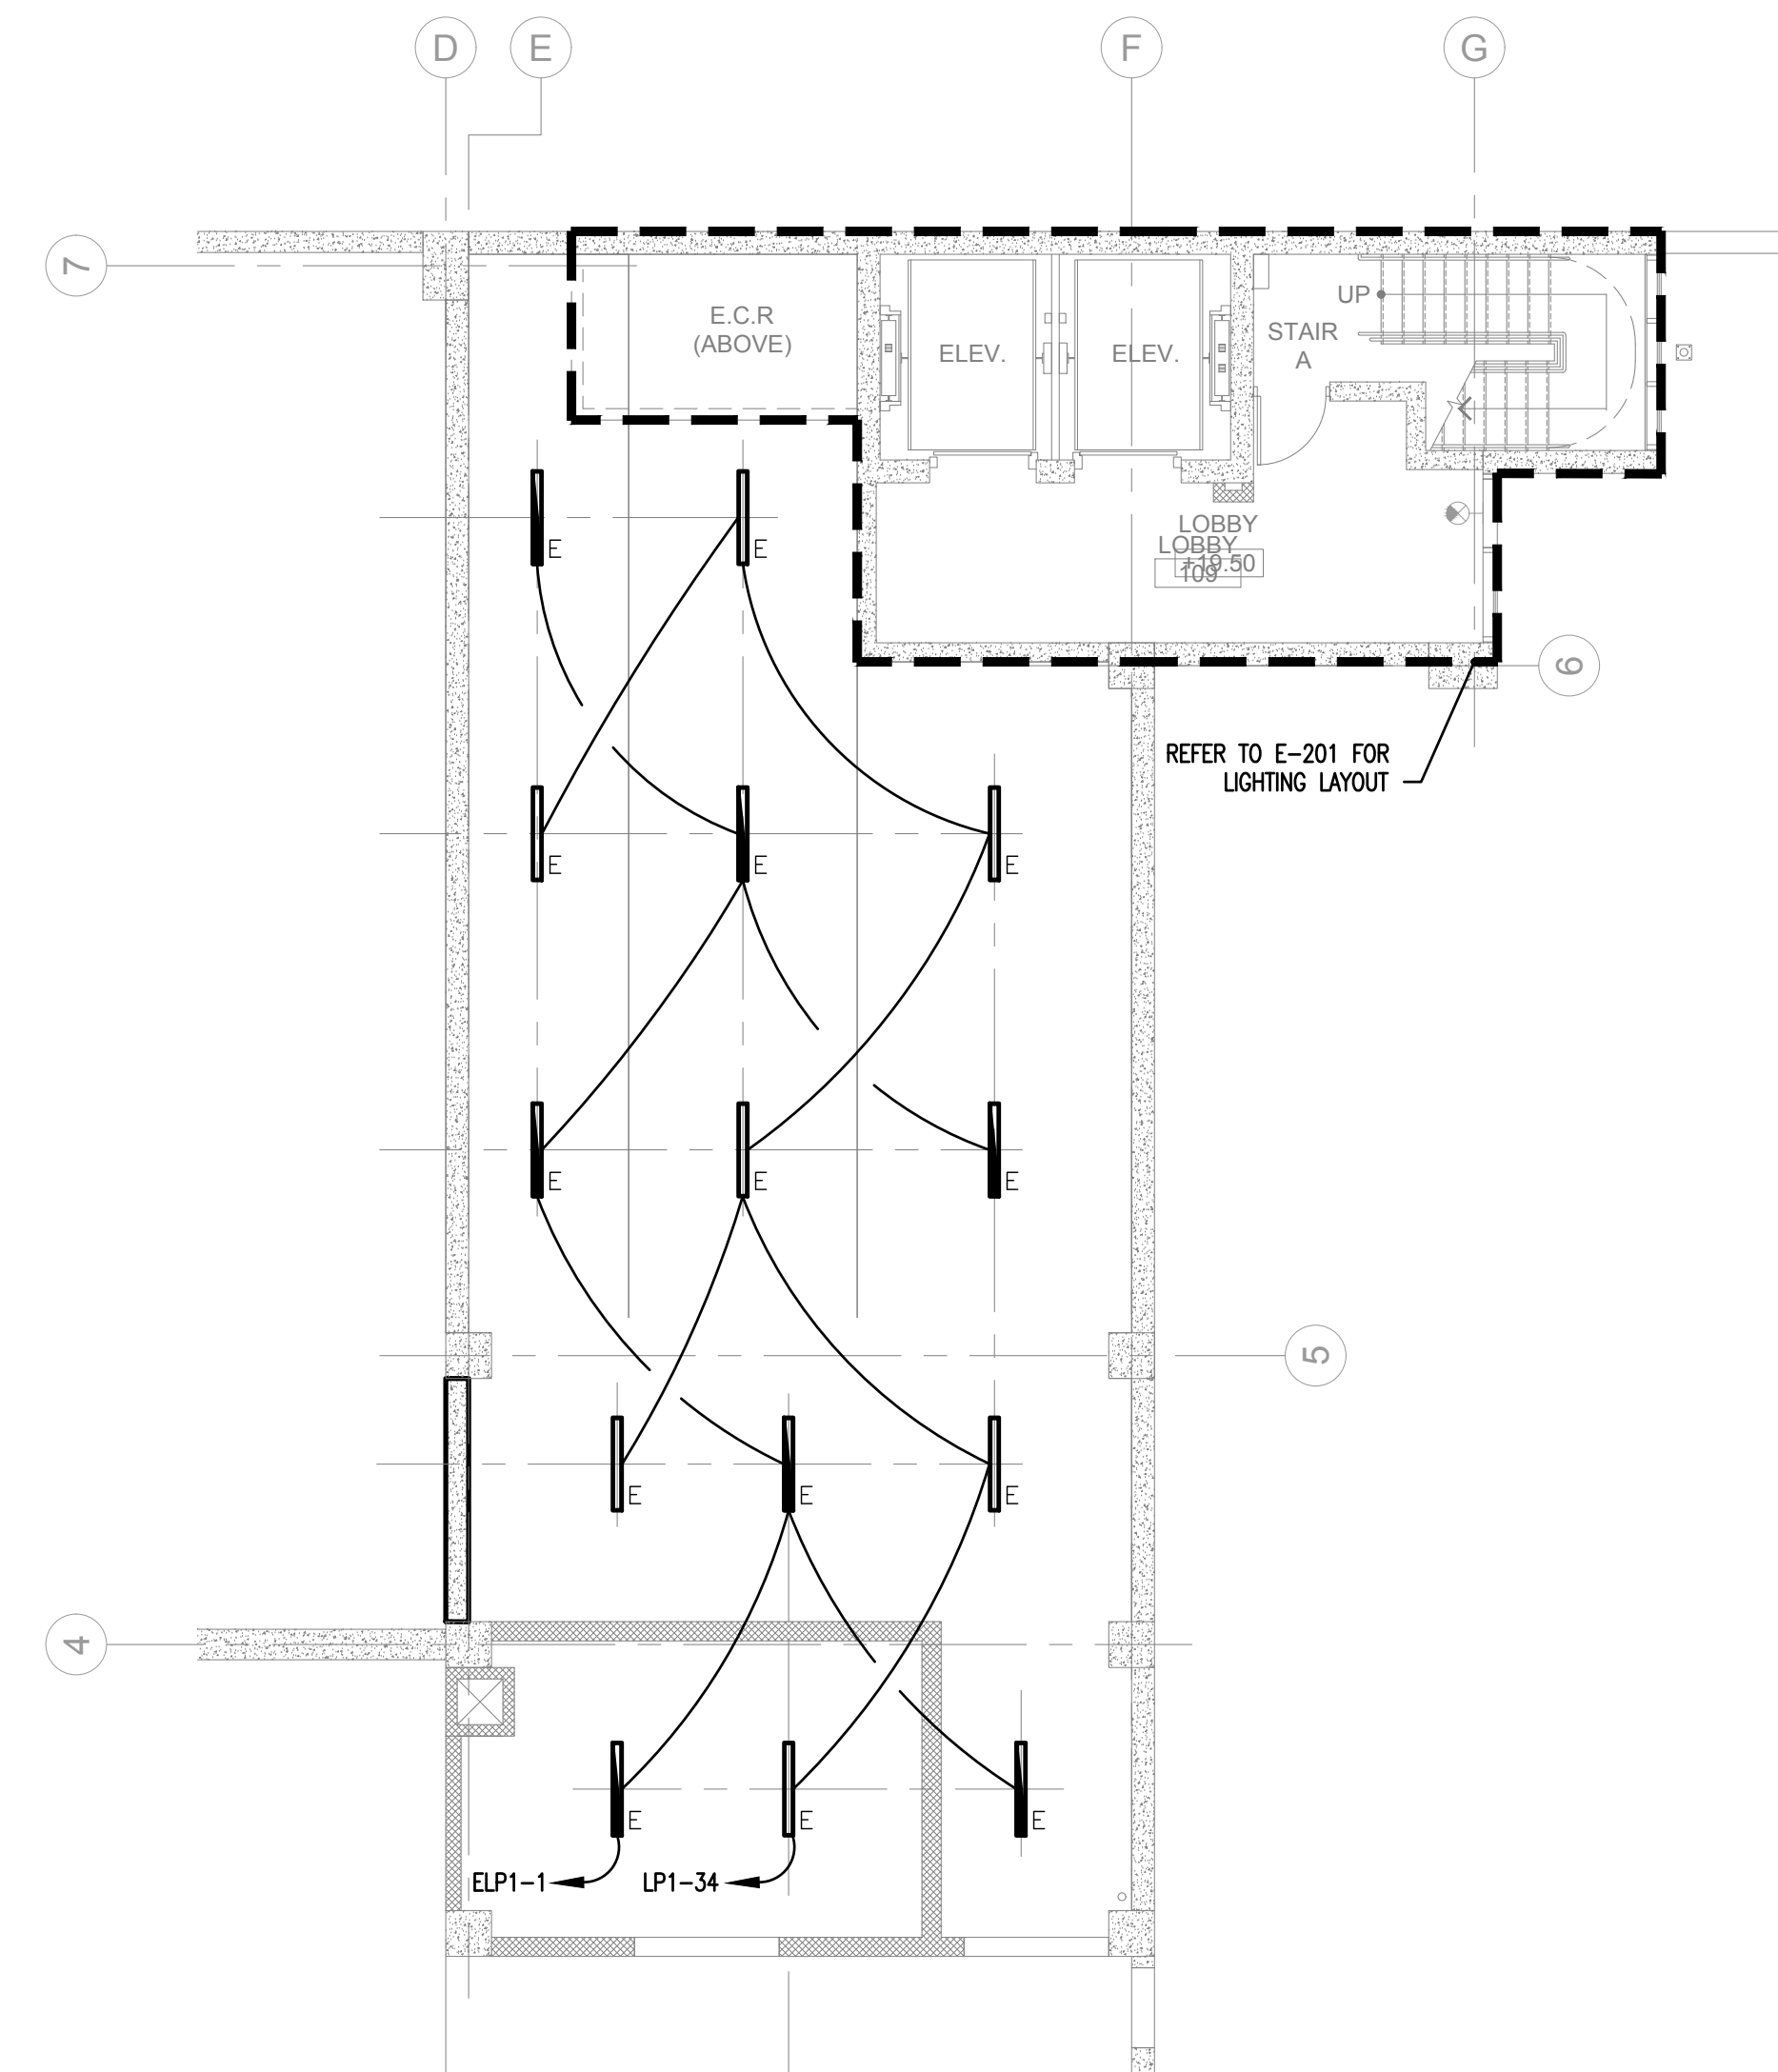 D
E
F
G
7
E.C.R
(ABOVE)
ELEV.
ELEV.
UP
STAIR
A
E
E
LOBBY
LOBBY
+19.50
109
6
REFER TO E-201 FOR
LIGHTING LAYOUT
E
E
E
E
E
E
5
E
E
E
4
E
E
E
ELP1-1
LP1-34